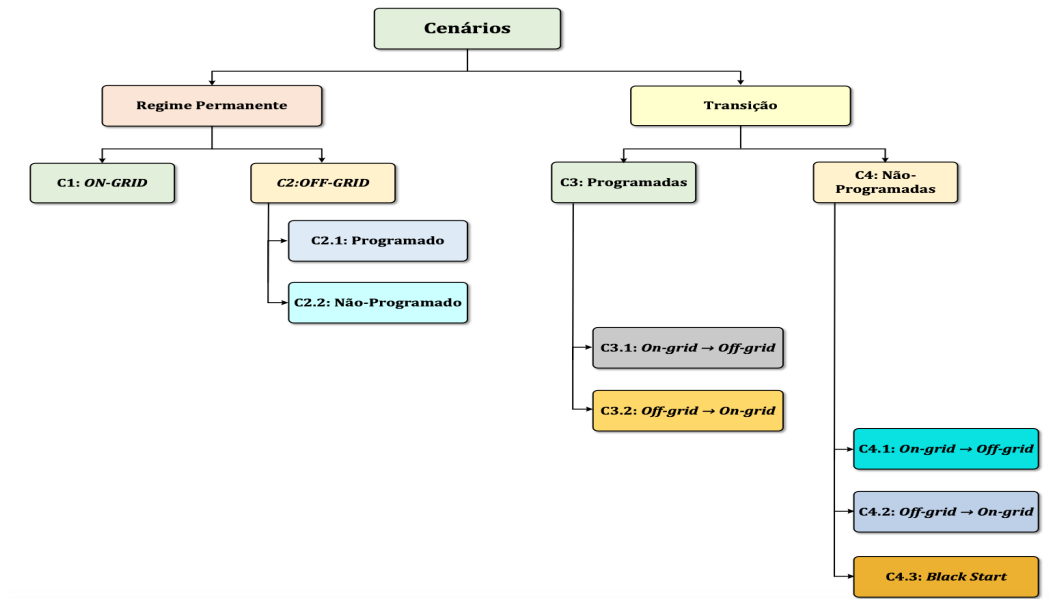 Cenários
Regime Permanente
Transição
C1: ON-GRID
C2:OFF-GRID
C3: Programadas
C4: Não-
Programadas
C2.1: Programado
C2.2: Não-Programado
C3.1: On-grid → Off-grid
C3.2: Off-grid → On-grid
C4.1: On-grid → Off-grid
C4.2: Off-grid → On-grid
C4.3: Black Start